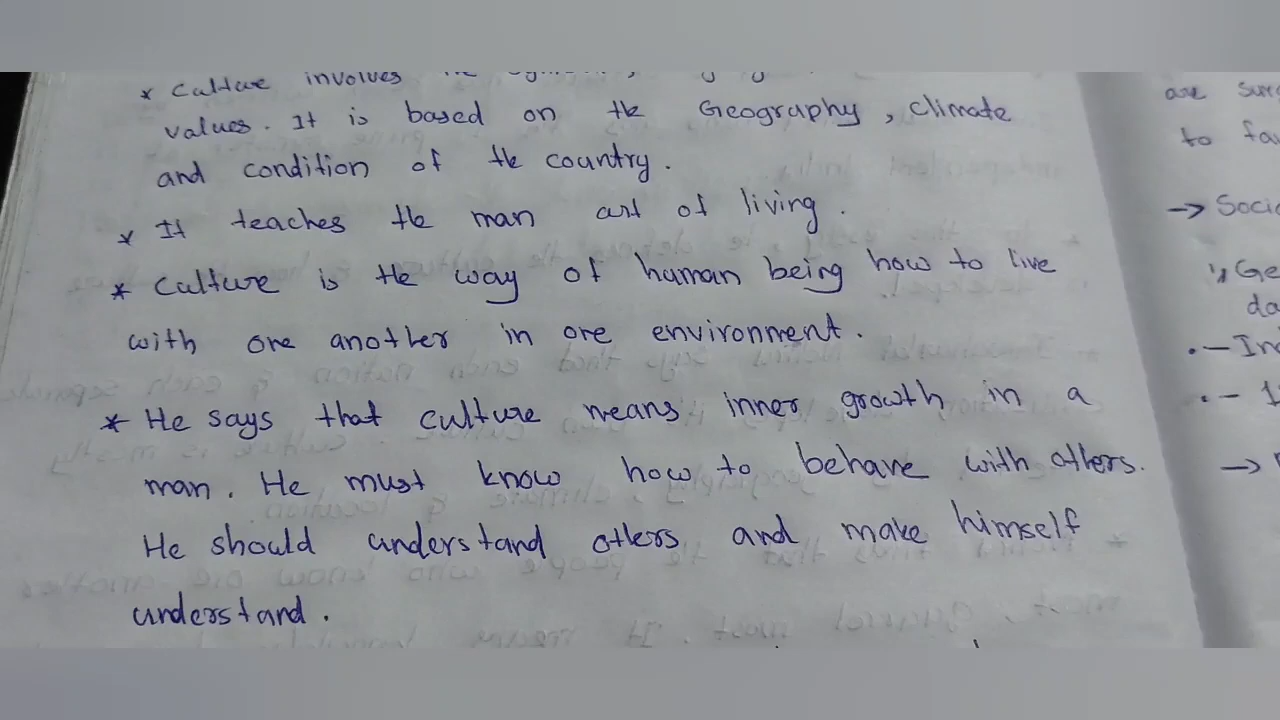 * Culture involves
values. It is based on the Geography, climate
and condition of the country.
* It teaches the man art of living.
* Culture is the way of human being how to live
with one another in one environment.
* He says that culture means inner growth in a
man. He must know how to behave with others.
He should understand others and make himself
understand.
are
to
→
→